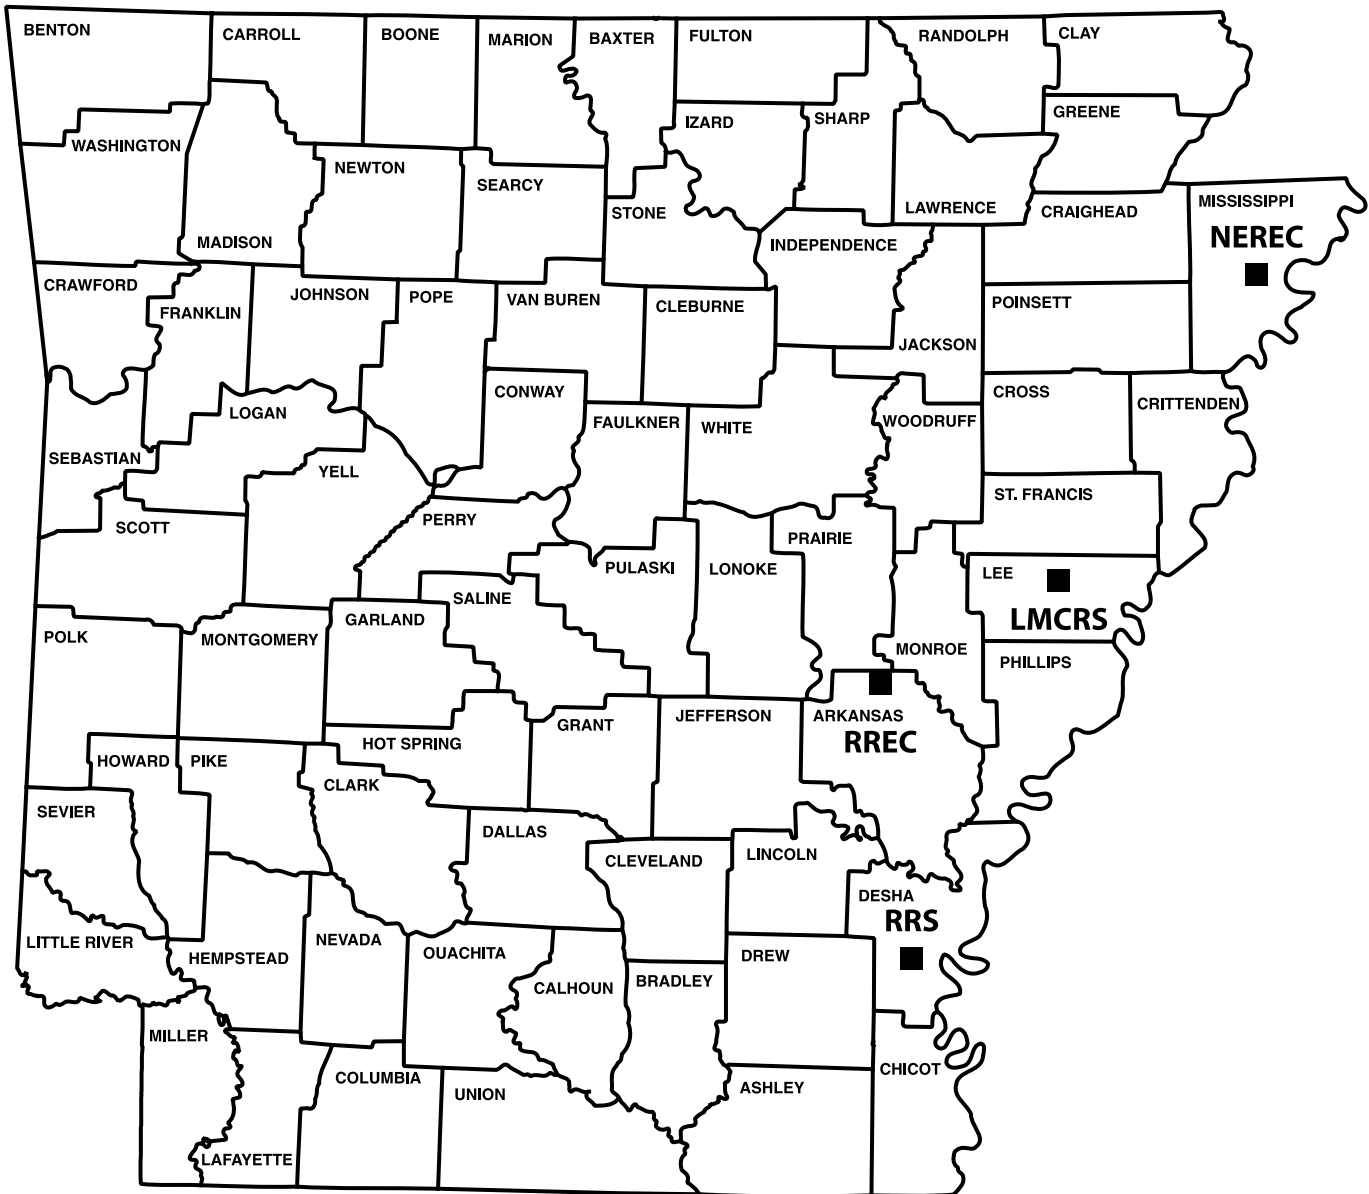 BENTON
CARROLL
BOONE
MARION
BAXTER
FULTON
RANDOLPH
CLAY
WASHINGTON
NEWTON
SEARCY
IZARD
SHARP
GREENE
MADISON
STONE
INDEPENDENCE
LAWRENCE
CRAIGHEAD
MISSISSIPPI
NEREC
CRAWFORD
FRANKLIN
JOHNSON
POPE
VAN BUREN
CLEBURNE
JACKSON
POINSETT
LOGAN
CONWAY
FAULKNER
WHITE
WOODRUFF
CROSS
CRITTENDEN
SEBASTIAN
YELL
ST. FRANCIS
SCOTT
PERRY
PULASKI
LONOKE
PRAIRIE
LEE
LMCRS
POLK
MONTGOMERY
GARLAND
SALINE
MONROE
PHILLIPS
HOWARD
PIKE
HOT SPRING
GRANT
JEFFERSON
ARKANSAS
RREC
SEVIER
CLARK
DALLAS
CLEVELAND
LINCOLN
DESHA
RRS
LITTLE RIVER
HEMPSTEAD
NEVADA
OUACHITA
CALHOUN
BRADLEY
DREW
MILLER
LAFAYETTE
COLUMBIA
UNION
ASHLEY
CHICOT